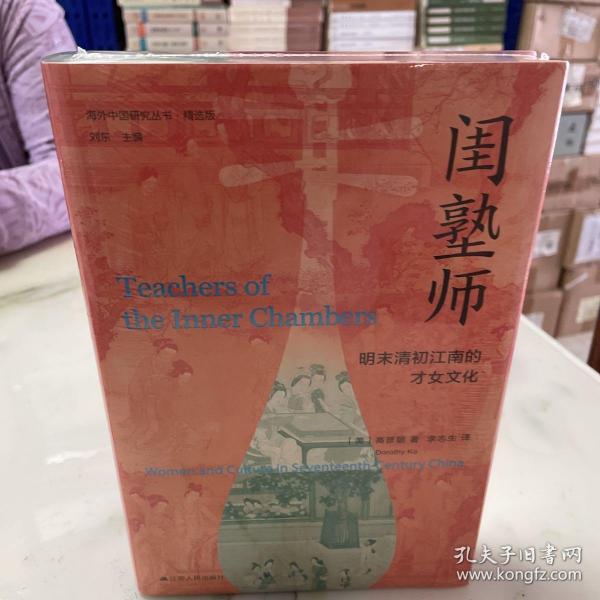 海外中国研究丛书·精选版
刘东 主编
闺塾师
Teachers of
the Inner Chambers
明末清初江南的
才女文化
[美] 高彦颐 著 李志生 译
Dorothy Ko
Women and Culture in Seventeenth-Century China
江苏人民出版社
孔夫子旧书网
www.kongfz.com